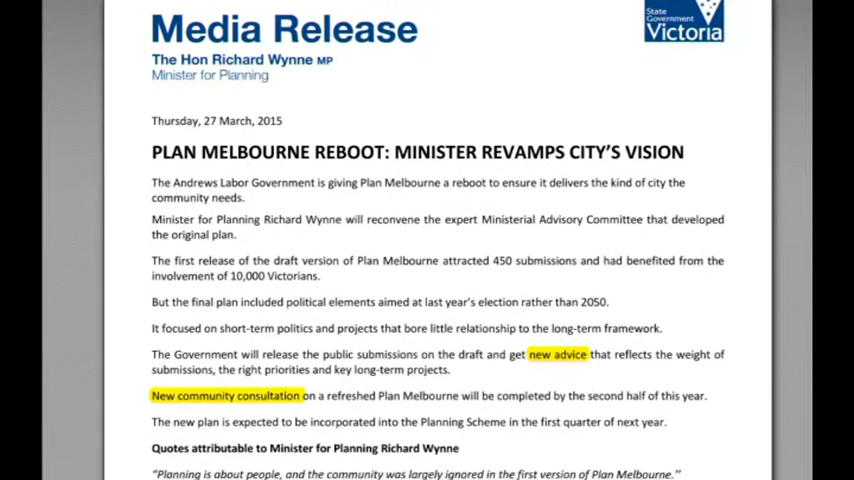 Media Release
State
Government
Victoria
The Hon Richard Wynne MP
Minister for Planning
Thursday, 27 March, 2015
PLAN MELBOURNE REBOOT: MINISTER REVAMPS CITY'S VISION
The Andrews Labor Government is giving Plan Melbourne a reboot to ensure it delivers the kind of city the
community needs.
Minister for Planning Richard Wynne will reconvene the expert Ministerial Advisory Committee that developed
the original plan.
The first release of the draft version of Plan Melbourne attracted 450 submissions and had benefited from the
involvement of 10,000 Victorians.
But the final plan included political elements aimed at last year's election rather than 2050.
It focused on short-term politics and projects that bore little relationship to the long-term framework.
The Government will release the public submissions on the draft and get new advice that reflects the weight of
submissions, the right priorities and key long-term projects.
New community consultation on a refreshed Plan Melbourne will be completed by the second half of this year.
The new plan is expected to be incorporated into the Planning Scheme in the first quarter of next year.
Quotes attributable to Minister for Planning Richard Wynne
"Planning is about people, and the community was largely ignored in the first version of Plan Melbourne."